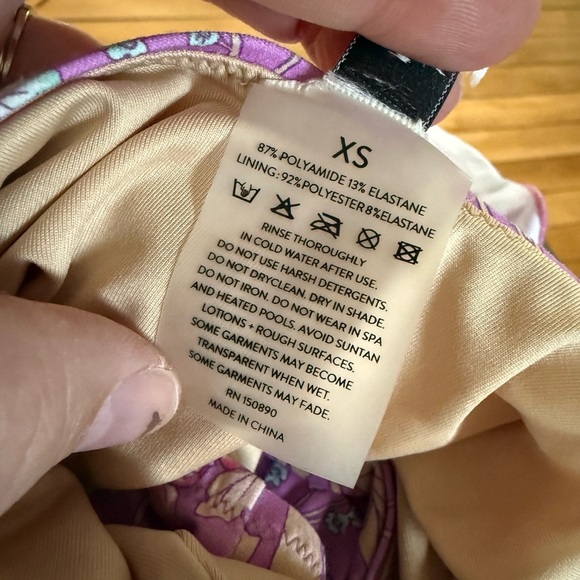 XS
87% POLYAMIDE 13% ELASTANE
LINING: 92% POLYESTER 8% ELASTANE
RINSE THOROUGHLY
IN COLD WATER AFTER USE.
DO NOT USE HARSH DETERGENTS.
DO NOT DRYCLEAN. DRY IN SHADE.
DO NOT IRON. DO NOT WEAR IN SPA
AND HEATED POOLS. AVOID SUNTAN
LOTIONS + ROUGH SURFACES.
SOME GARMENTS MAY BECOME
TRANSPARENT WHEN WET.
SOME GARMENTS MAY FADE.
RN 150890
MADE IN CHINA